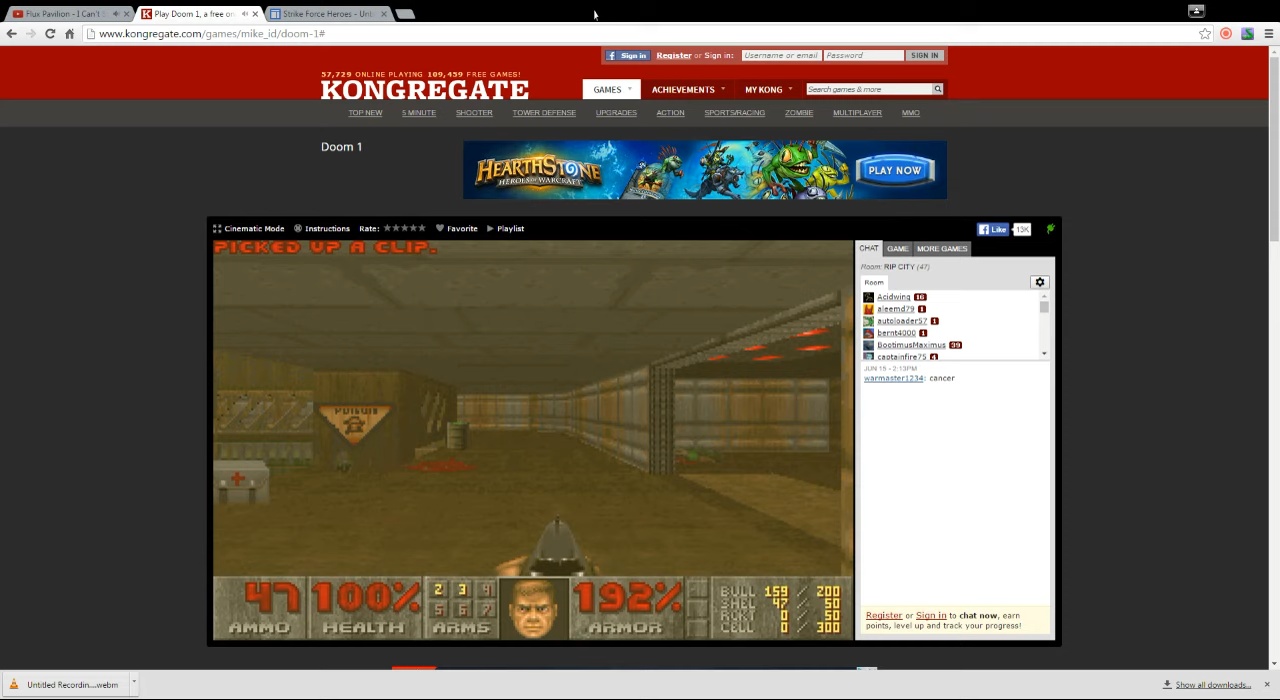 Flux Pavilion - I Can't S
Play Doom 1, a free on
Strike Force Heroes - Unt
www.kongregate.com/games/mike_id/doom-1#
Sign in Register or Sign in: Username or email Password SIGN IN
57,729 ONLINE PLAYING 109,459 FREE GAMES!
KONGREGATE
GAMES ACHIEVEMENTS MY KONG Search games & more
TOP NEW 5 MINUTE SHOOTER TOWER DEFENSE UPGRADES ACTION SPORTS/RACING ZOMBIE MULTIPLAYER MMO
Doom 1
HEARTHSTONE
HEROES OF WARCRAFT
PLAY NOW
Cinematic Mode Instructions Rate: Favorite Playlist
Like 13K
PICKED UP A CLIP.
CHAT GAME MORE GAMES
Room: RIP CITY (47)
Room
Acidwing 16
aleemd79 1
autoloader57 1
bernt4000 1
BootimusMaximus 39
captainfire75 4
JUN 15 - 2:13PM
warmaster1234: cancer
47 100% 2 3 192%
5 6 7
AMMO HEALTH ARMS ARMOR
BULL 159 / 200
SHEL 47 / 50
RCKT 0 / 50
CELL 0 / 300
Register or Sign in to chat now, earn
points, level up and track your progress!
Untitled Recordin....webm
Show all downloads...